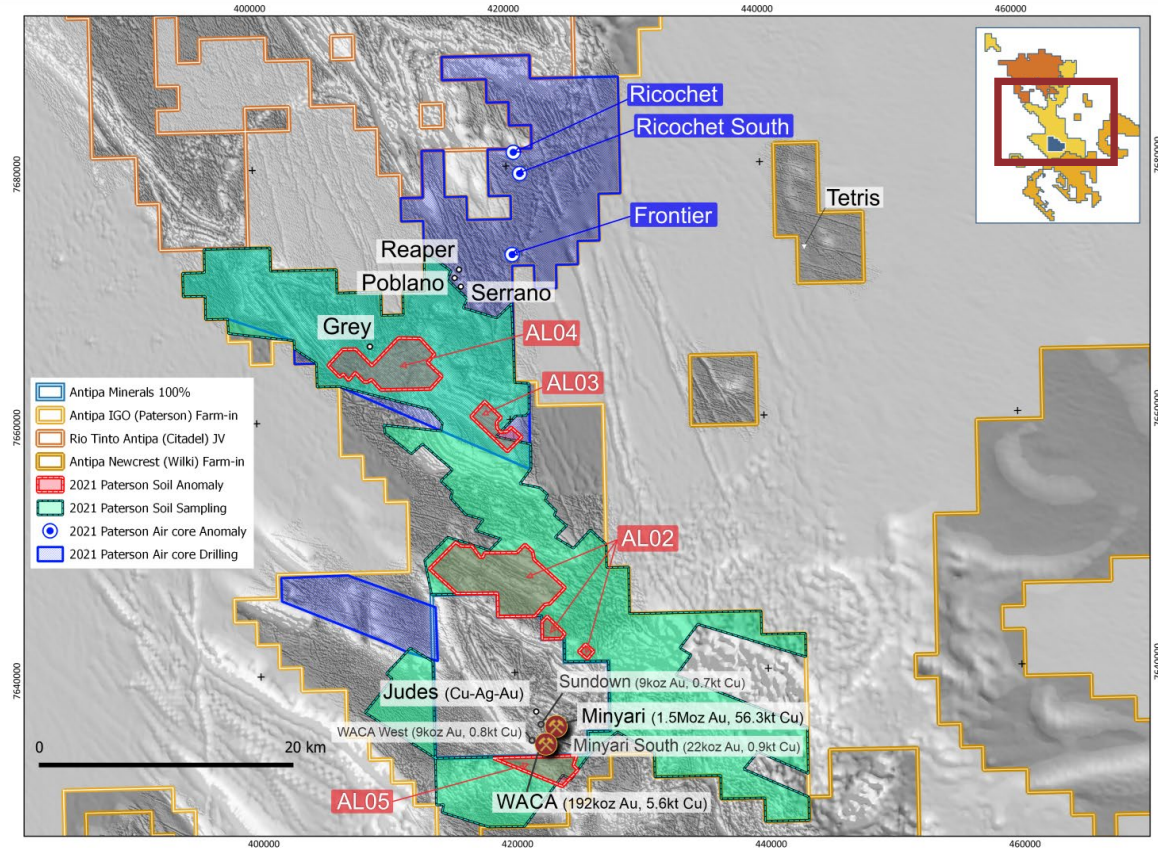 400000
420000
440000
460000
Ricochet
Ricochet South
7680000
7680000
Tetris
Frontier
Reaper
Poblano
Serrano
Grey
AL04
AL03
Antipa Minerals 100%
Antipa IGO (Paterson) Farm-in
Rio Tinto Antipa (Citadel) JV
Antipa Newcrest (Wilki) Farm-in
2021 Paterson Soil Anomaly
2021 Paterson Soil Sampling
2021 Paterson Air core Anomaly
2021 Paterson Air core Drilling
7660000
7660000
AL02
7640000
7640000
Sundown (9koz Au, 0.7kt Cu)
Judes (Cu-Ag-Au)
Minyari (1.5Moz Au, 56.3kt Cu)
WACA West (9koz Au, 0.8kt Cu)
Minyari South (22koz Au, 0.9kt Cu)
0
20 km
AL05
WACA (192koz Au, 5.6kt Cu)
400000
420000
440000
460000